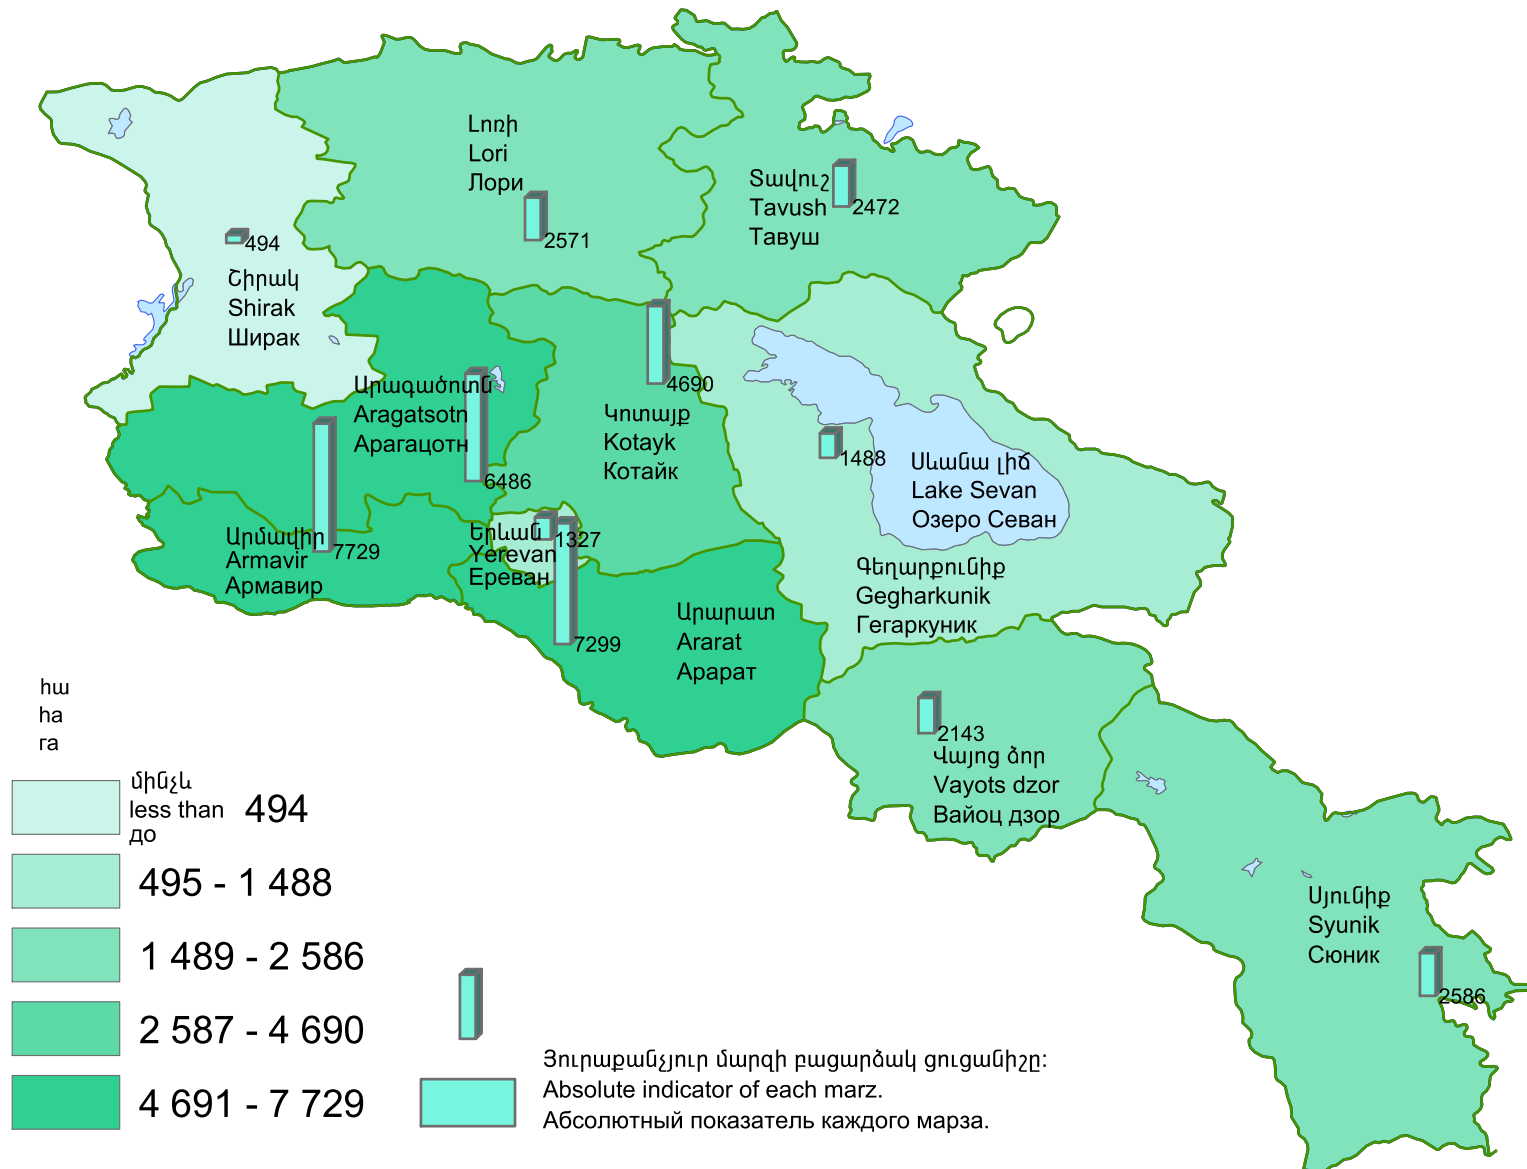 Լոռի
Lori
Лори
2571
Տավուշ
Tavush
Тавуш
2472
494
Շիրակ
Shirak
Ширак
Արագածոտն
Aragatsotn
Арагацотн
6486
4690
Կոտայք
Kotayk
Котайк
1488
Սևանա լիճ
Lake Sevan
Озеро Севан
Արմավիր
Armavir
Армавир
7729
Երևան
Yerevan
Ереван
1327
7299
Արարատ
Ararat
Арарат
Գեղարքունիք
Gegharkunik
Гегаркуник
2143
Վայոց ձոր
Vayots dzor
Вайоц дзор
Սյունիք
Syunik
Сюник
2586
հա
ha
га
մինչև
less than
до
494
495 - 1 488
1 489 - 2 586
2 587 - 4 690
4 691 - 7 729
Յուրաքանչյուր մարզի բացարձակ ցուցանիշը:
Absolute indicator of each marz.
Абсолютный показатель каждого марза.